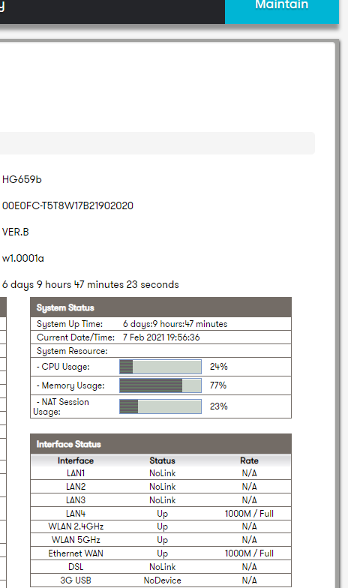 y
Maintain
HG659b
00E0FC-T5T8W17B21902020
VER.B
w1.0001a
6 days 9 hours 47 minutes 23 seconds
System Status
System Up Time: 6 days:9 hours:47 minutes
Current Date/Time: 7 Feb 2021 19:56:36
System Resource:
- CPU Usage: 24%
- Memory Usage: 77%
- NAT Session
Usage: 23%
Interface Status
Interface Status Rate
LAN1 NoLink N/A
LAN2 NoLink N/A
LAN3 NoLink N/A
LAN4 Up 1000M / Full
WLAN 2.4GHz Up N/A
WLAN 5GHz Up N/A
Ethernet WAN Up 1000M / Full
DSL NoLink N/A
3G USB NoDevice N/A